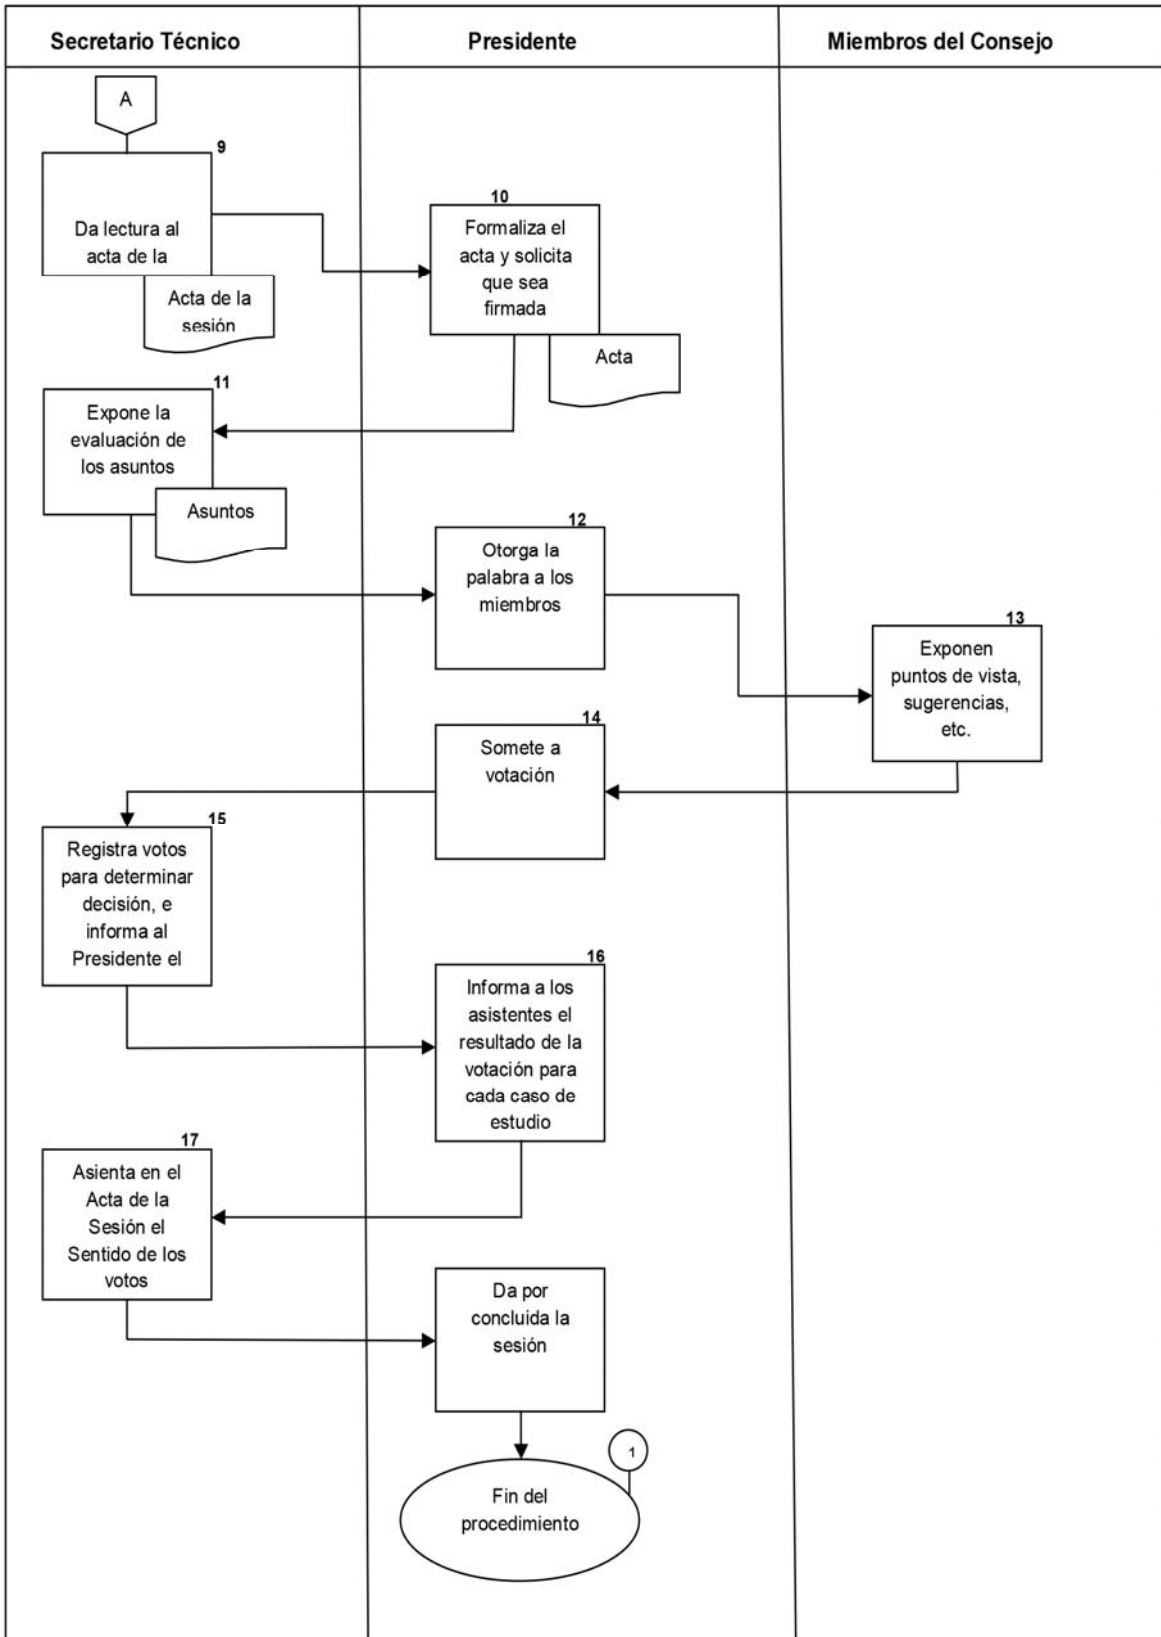 Secretario Técnico
Presidente
Miembros del Consejo
A
9
Da lectura al
acta de la
Acta de la
sesión
10
Formaliza el
acta y solicita
que sea
firmada
Acta
11
Expone la
evaluación de
los asuntos
Asuntos
12
Otorga la
palabra a los
miembros
13
Exponen
puntos de vista,
sugerencias,
etc.
14
Somete a
votación
15
Registra votos
para determinar
decisión, e
informa al
Presidente el
16
Informa a los
asistentes el
resultado de la
votación para
cada caso de
estudio
17
Asienta en el
Acta de la
Sesión el
Sentido de los
votos
Da por
concluida la
sesión
1
Fin del
procedimiento